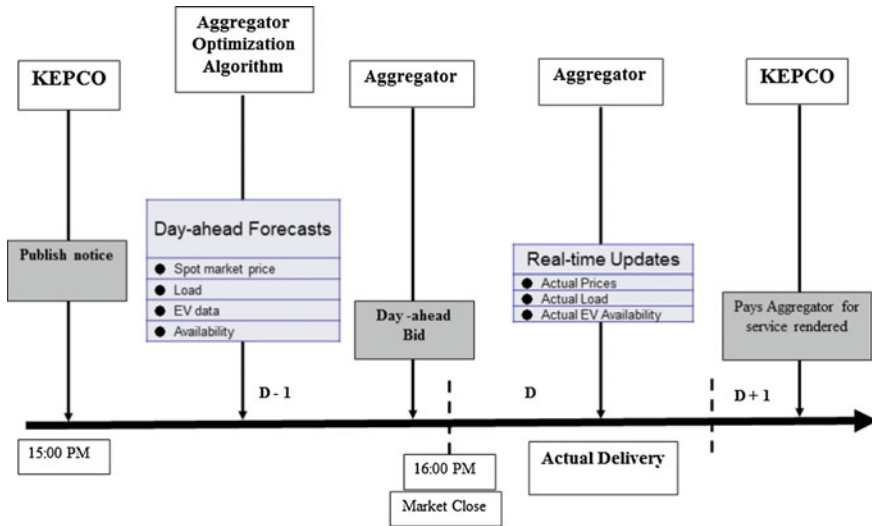 KEPCO
Aggregator
Optimization
Algorithm
Aggregator
Aggregator
KEPCO
Publish notice
Day-ahead Forecasts
Spot market price
Load
EV data
Availability
Day -ahead
Bid
Real-time Updates
Actual Prices
Actual Load
Actual EV Availability
Pays Aggregator for
service rendered
D - 1
D
D + 1
15:00 PM
16:00 PM
Market Close
Actual Delivery